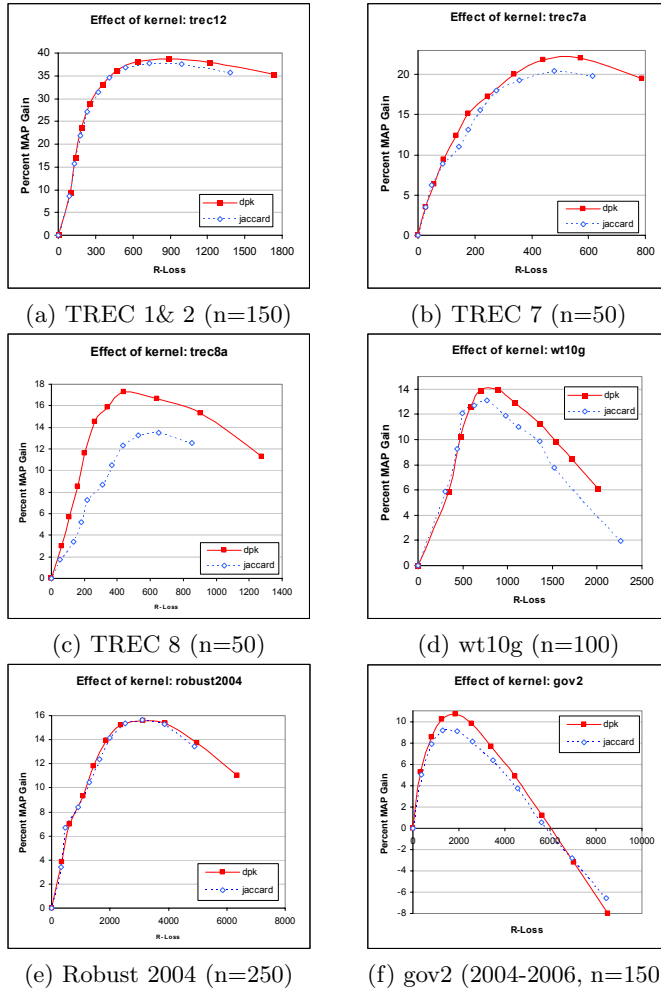 Effect of kernel: trec12
Percent MAP Gain
40
35
30
25
20
15
10
5
0
0 300 600 900 1200 1500 1800
R-Loss
dpk
jaccard
(a) TREC 1& 2 (n=150)
Effect of kernel: trec7a
Percent MAP Gain
20
15
10
5
0
0 200 400 600 800
R-Loss
dpk
jaccard
(b) TREC 7 (n=50)
Effect of kernel: trec8a
Percent MAP Gain
18
16
14
12
10
8
6
4
2
0
0 200 400 600 800 1000 1200 1400
R-Loss
dpk
jaccard
(c) TREC 8 (n=50)
Effect of kernel: wt10g
Percent MAP Gain
14
12
10
8
6
4
2
0
0 500 1000 1500 2000 2500
R-Loss
dpk
jaccard
(d) wt10g (n=100)
Effect of kernel: robust2004
Percent MAP Gain
16
14
12
10
8
6
4
2
0
0 2000 4000 6000 8000
R-Loss
dpk
jaccard
(e) Robust 2004 (n=250)
Effect of kernel: gov2
Percent MAP Gain
10
8
6
4
2
0
-2
-4
-6
-8
0 2000 4000 6000 8000 10000
R-Loss
dpk
jaccard
(f) gov2 (2004-2006, n=150